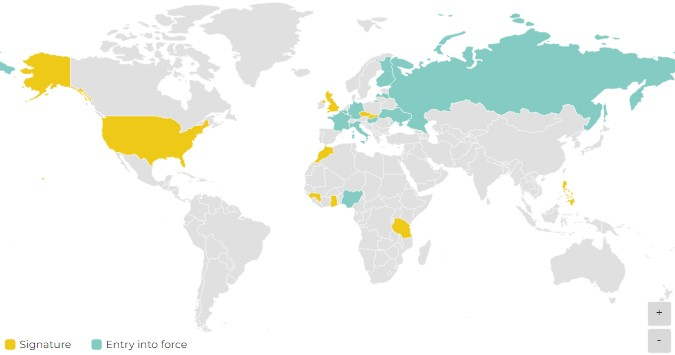 +
-
Signature
Entry into force